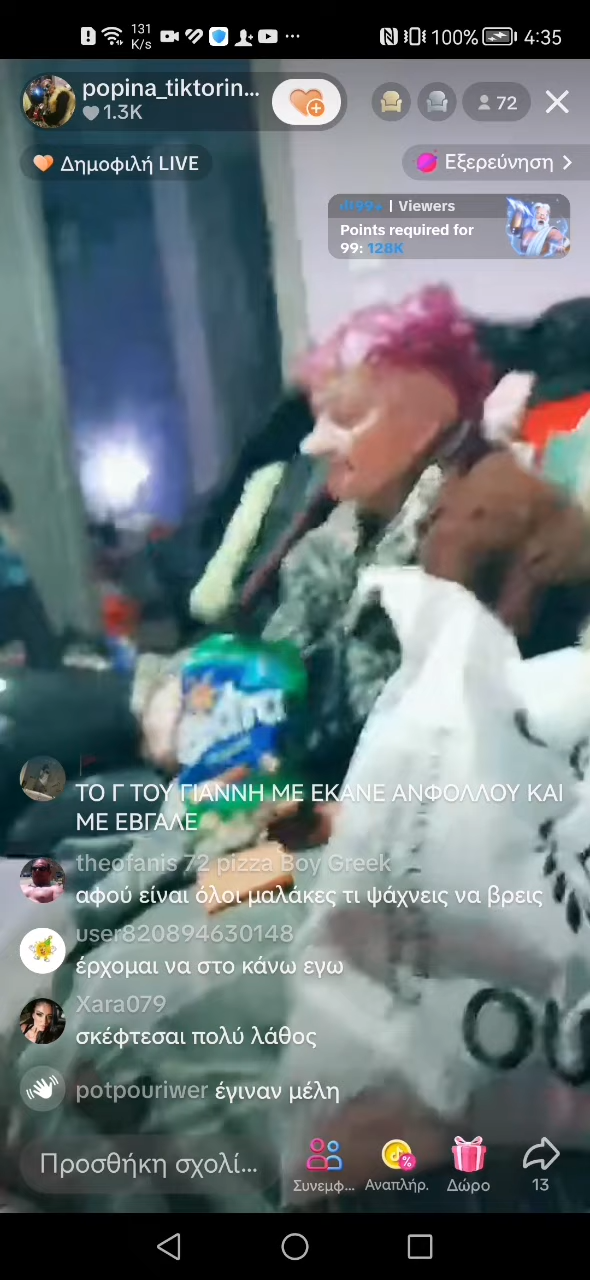 131
K/s
100%
4:35
popina_tiktorin...
1.3K
72
Δημοφιλή LIVE
Εξερεύνηση
99+ | Viewers
Points required for
99: 128K
ΤΟ Γ ΤΟΥ ΓΙΑΝΝΗ ΜΕ ΕΚΑΝΕ ΑΝΦΟΛΛΟΥ ΚΑΙ
ΜΕ ΕΒΓΑΛΕ
theofanis 72 pizza Boy Greek
αφού είναι όλοι μαλάκες τι ψάχνεις να βρεις
user820894630148
έρχομαι να στο κάνω εγω
Xara079
σκέφτεσαι πολύ λάθος
potpouriwer έγιναν μέλη
Προσθήκη σχολί...
Συνεμφ...
Αναπλήρ.
Δώρο
13